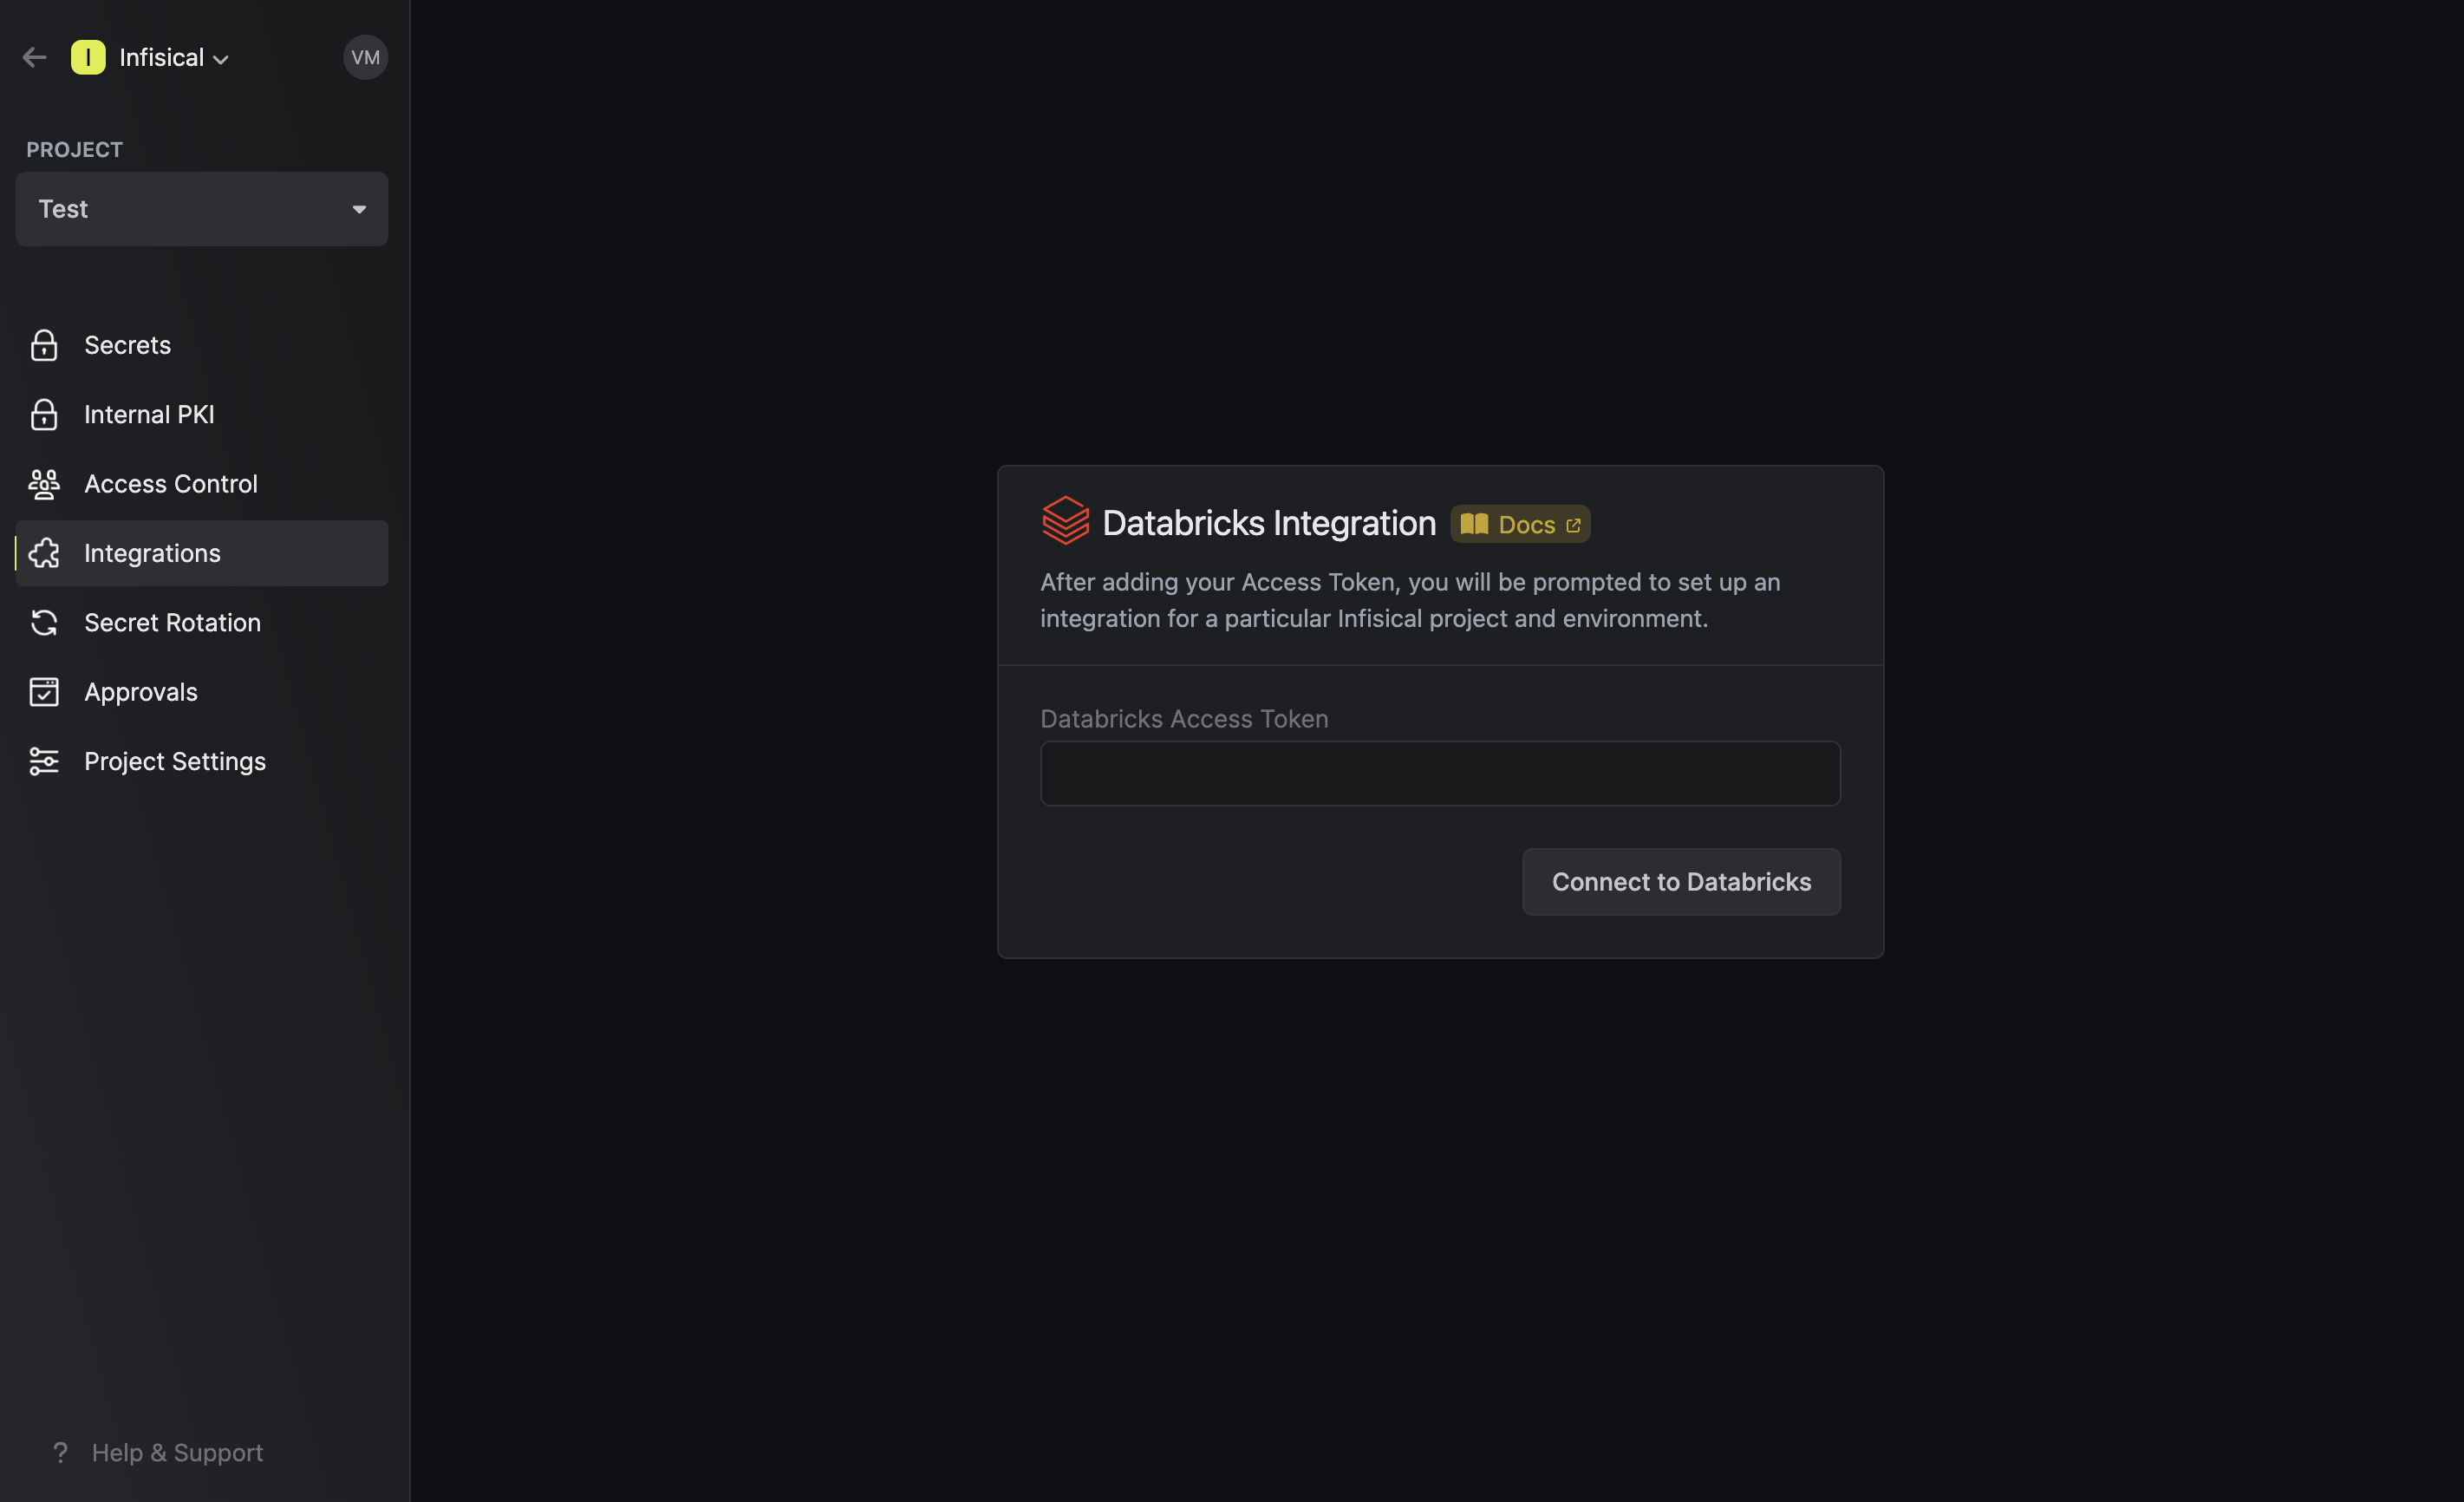 I Infisical VM
PROJECT
Test
Secrets
Internal PKI
Access Control
Integrations
Secret Rotation
Approvals
Project Settings
? Help & Support
Databricks Integration Docs
After adding your Access Token, you will be prompted to set up an
integration for a particular Infisical project and environment.
Databricks Access Token
Connect to Databricks